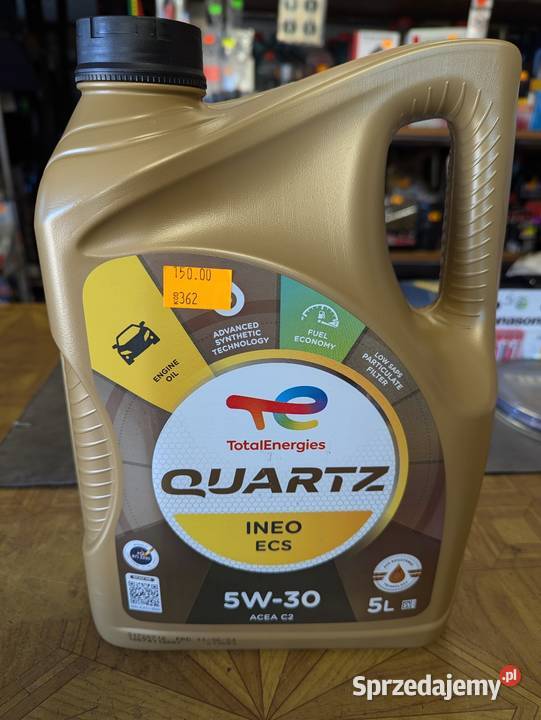 150.00
362
ADVANCED
SYNTHETIC
TECHNOLOGY
FUEL
ECONOMY
LOW SAPS
PARTICULATE
FILTER
ENGINE
OIL
TotalEnergies
QUARTZ
INEO
ECS
5W-30
ACEA C2
5L
Sprzedajemy.pl